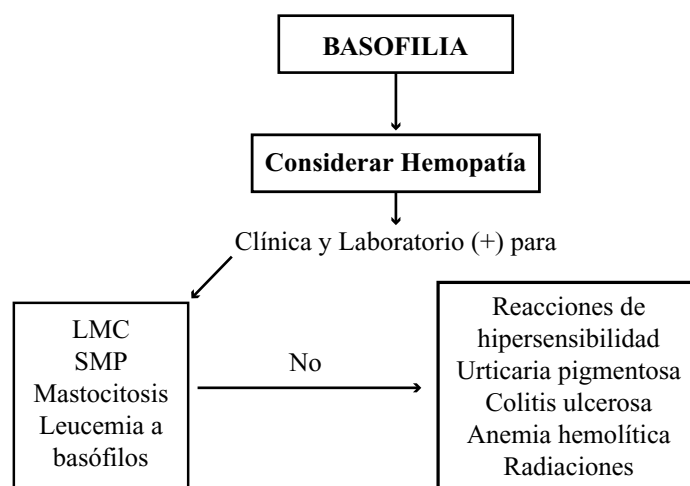 BASOFILIA
Considerar Hemopatía
Clínica y Laboratorio (+) para
LMC
SMP
Mastocitosis
Leucemia a
basófilos
No
Reacciones de
hipersensibilidad
Urticaria pigmentosa
Colitis ulcerosa
Anemia hemolítica
Radiaciones